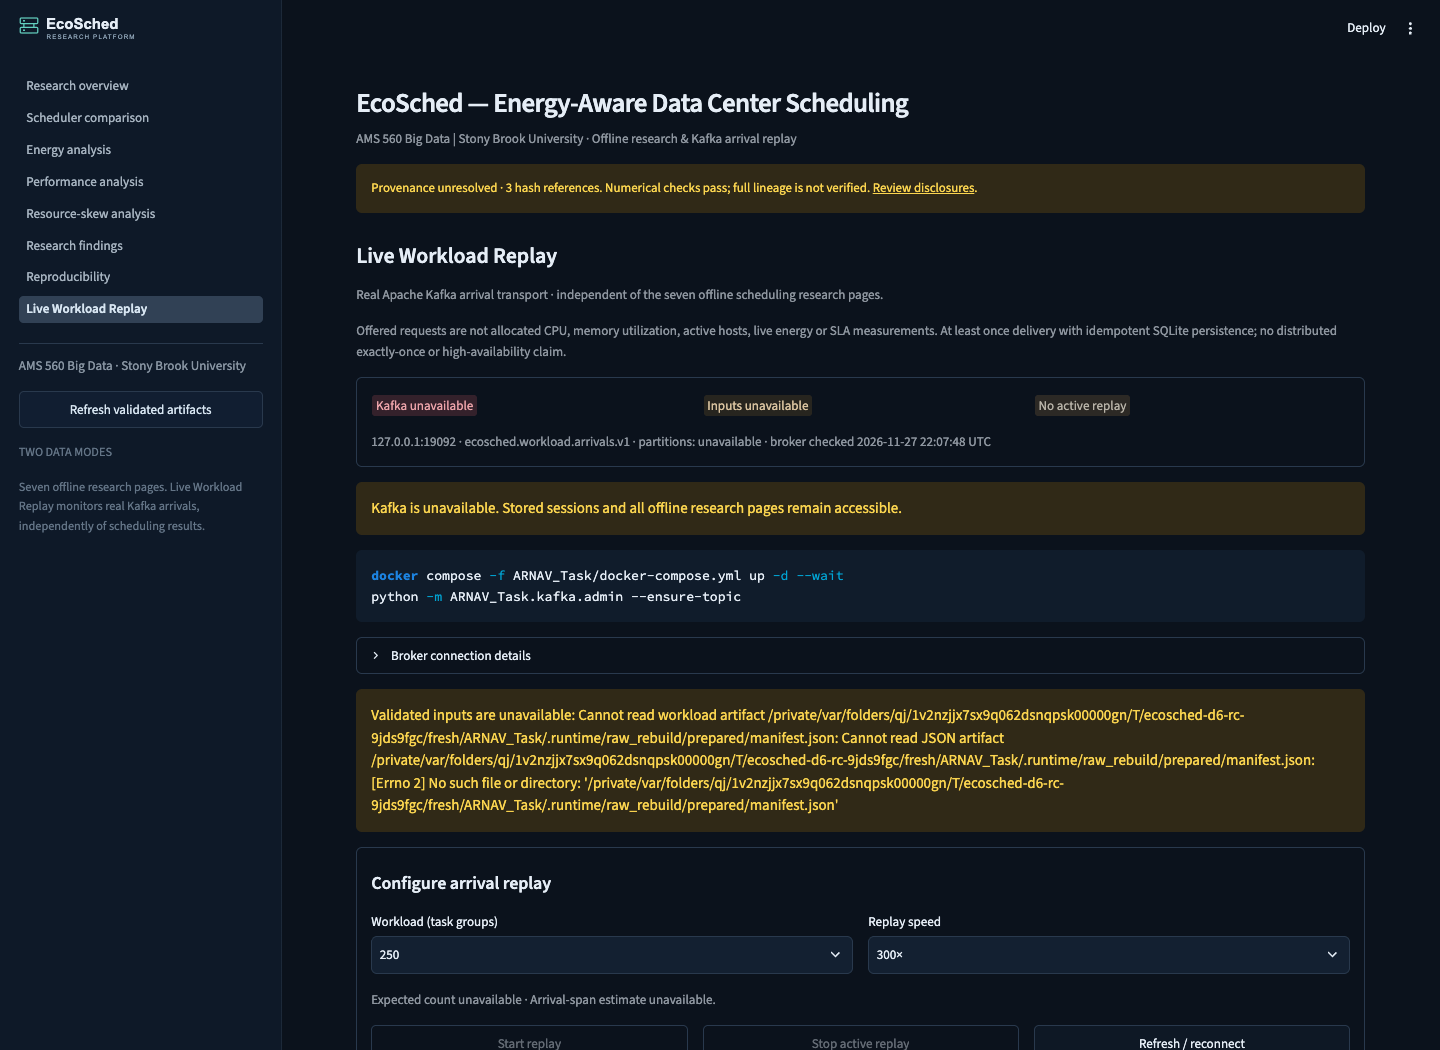 EcoSched
RESEARCH PLATFORM
Deploy
Research overview
Scheduler comparison
Energy analysis
Performance analysis
Resource-skew analysis
Research findings
Reproducibility
Live Workload Replay
AMS 560 Big Data · Stony Brook University
Refresh validated artifacts
TWO DATA MODES
Seven offline research pages. Live Workload
Replay monitors real Kafka arrivals,
independently of scheduling results.
EcoSched — Energy-Aware Data Center Scheduling
AMS 560 Big Data | Stony Brook University · Offline research & Kafka arrival replay
Provenance unresolved · 3 hash references. Numerical checks pass; full lineage is not verified. Review disclosures.
Live Workload Replay
Real Apache Kafka arrival transport · independent of the seven offline scheduling research pages.
Offered requests are not allocated CPU, memory utilization, active hosts, live energy or SLA measurements. At least once delivery with idempotent SQLite persistence; no distributed
exactly-once or high-availability claim.
Kafka unavailable
Inputs unavailable
No active replay
127.0.0.1:19092 · ecosched.workload.arrivals.v1 · partitions: unavailable · broker checked 2026-11-27 22:07:48 UTC
Kafka is unavailable. Stored sessions and all offline research pages remain accessible.
docker compose -f ARNAV_Task/docker-compose.yml up -d --wait
python -m ARNAV_Task.kafka.admin --ensure-topic
Broker connection details
Validated inputs are unavailable: Cannot read workload artifact /private/var/folders/qj/1v2nzjjx7sx9q062dsnqpsk00000gn/T/ecosched-d6-rc-
9jds9fgc/fresh/ARNAV_Task/.runtime/raw_rebuild/prepared/manifest.json: Cannot read JSON artifact
/private/var/folders/qj/1v2nzjjx7sx9q062dsnqpsk00000gn/T/ecosched-d6-rc-9jds9fgc/fresh/ARNAV_Task/.runtime/raw_rebuild/prepared/manifest.json:
[Errno 2] No such file or directory: '/private/var/folders/qj/1v2nzjjx7sx9q062dsnqpsk00000gn/T/ecosched-d6-rc-
9jds9fgc/fresh/ARNAV_Task/.runtime/raw_rebuild/prepared/manifest.json'
Configure arrival replay
Workload (task groups)
Replay speed
250
300×
Expected count unavailable · Arrival-span estimate unavailable.
Start replay
Stop active replay
Refresh / reconnect